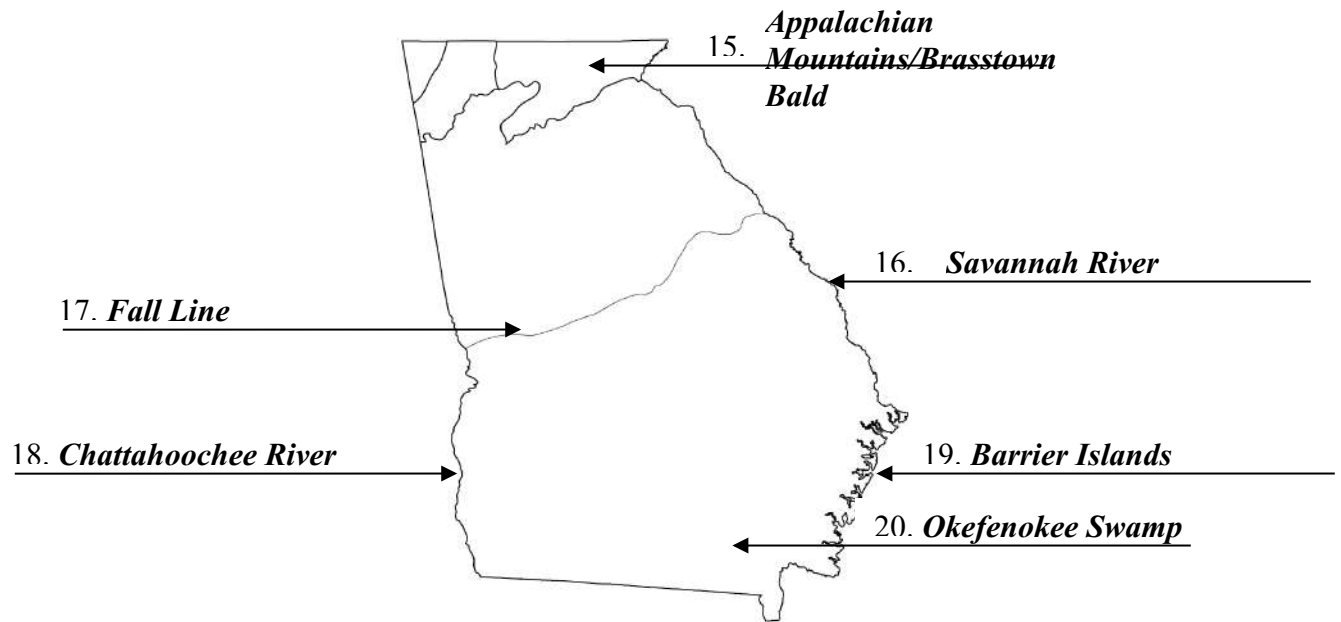 15. Appalachian
Mountains/Brasstown
Bald
16. Savannah River
17. Fall Line
18. Chattahoochee River
19. Barrier Islands
20. Okefenokee Swamp